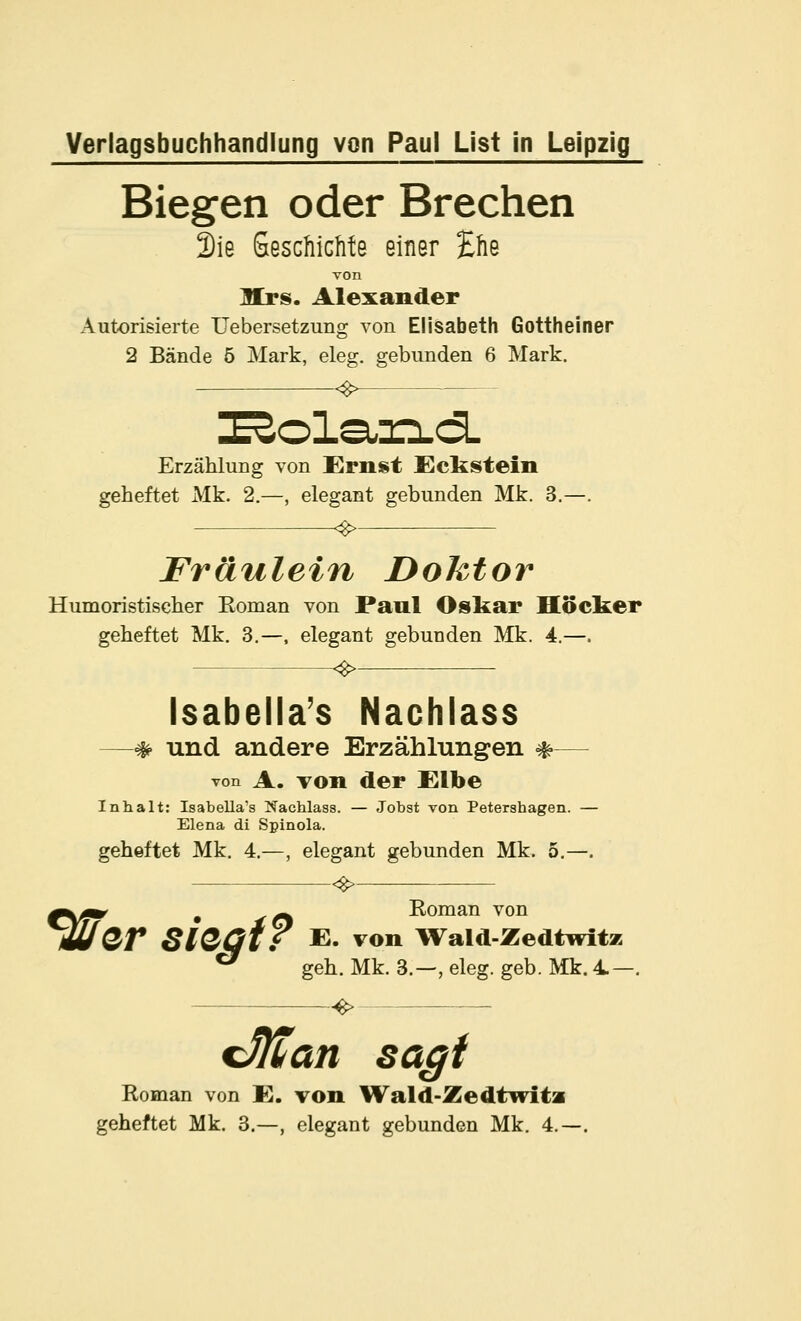 Verlagsbuchhandlung von Paul List in Leipzig
Biegen oder Brechen
Die Geschichte einer Ehe
von
Mrs. Alexander
Autorisierte Uebersetzung von Elisabeth Gottheiner
2 Bände 5 Mark, eleg. gebunden 6 Mark.
Roland
Erzählung von Ernst Eckstein
geheftet Mk. 2.—, elegant gebunden Mk. 3.—.
Fräulein Doktor
Humoristischer Roman von Paul Oskar Höcker
geheftet Mk. 3.—, elegant gebunden Mk. 4.—.
Isabella's Nachlass
und andere Erzählungen
von A. von der Elbe
Inhalt: Isabella's Nachlass. — Jobst von Petershagen. —
Elena di Spinola.
geheftet Mk. 4.—, elegant gebunden Mk. 5.—.
Wer siegt?
Roman von
E. von Wald-Zedtwitz
geh. Mk. 3.—, eleg. geb. Mk. 4.—.
Man sagt
Roman von E. von Wald-Zedtwitz
geheftet Mk. 3.—, elegant gebunden Mk. 4.—.